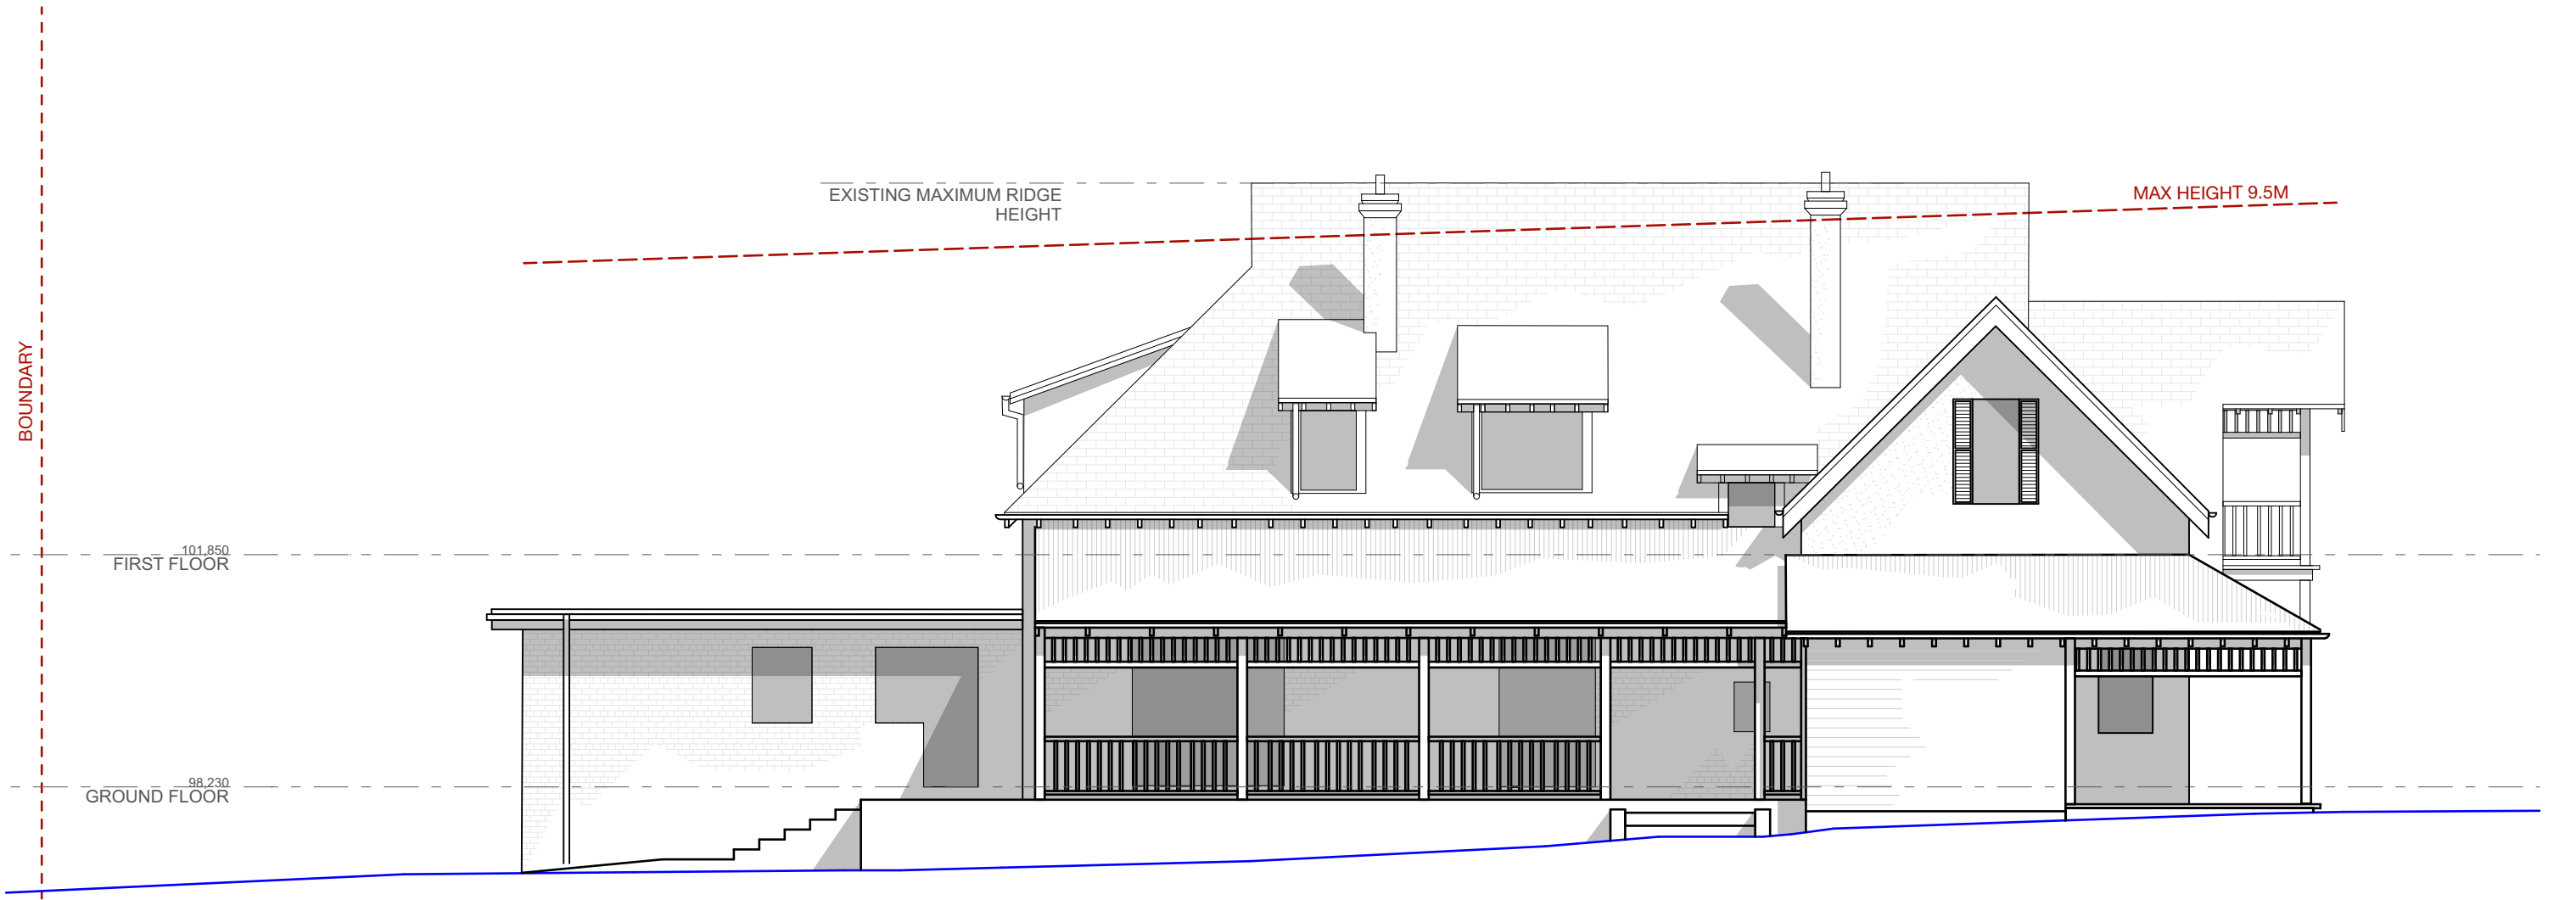 MAX HEIGHT 9.5M
EXISTING MAXIMUM RIDGE
HEIGHT
BOUNDARY
101,850
FIRST FLOOR
98,230
GROUND FLOOR